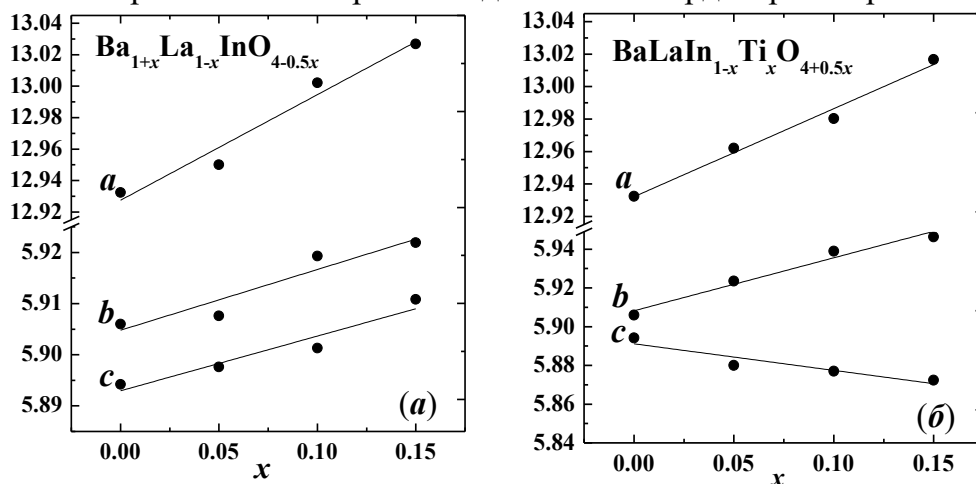 13.04
13.02
13.00
12.98
12.96
12.94
12.92
5.92
5.91
5.90
5.89
Ba1+xLa1-xInO4-0.5x
a
b
c
(а)
0.00 0.05 0.10 0.15
x
13.04
13.02
13.00
12.98
12.96
12.94
12.92
5.94
5.92
5.90
5.88
5.86
5.84
BaLaIn1-xTixO4+0.5x
a
b
c
(б)
0.00 0.05 0.10 0.15
x